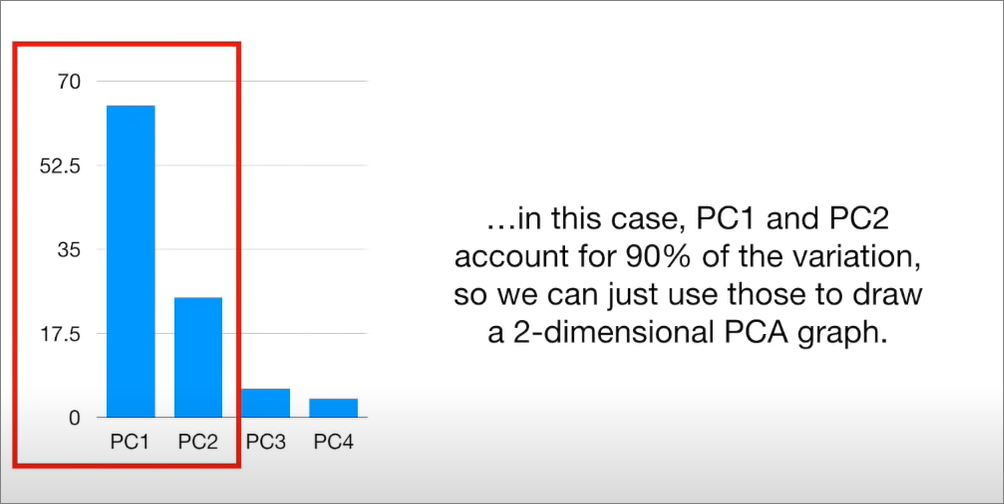 70
52.5
35
17.5
0
PC1 PC2 PC3 PC4
…in this case, PC1 and PC2
account for 90% of the variation,
so we can just use those to draw
a 2-dimensional PCA graph.